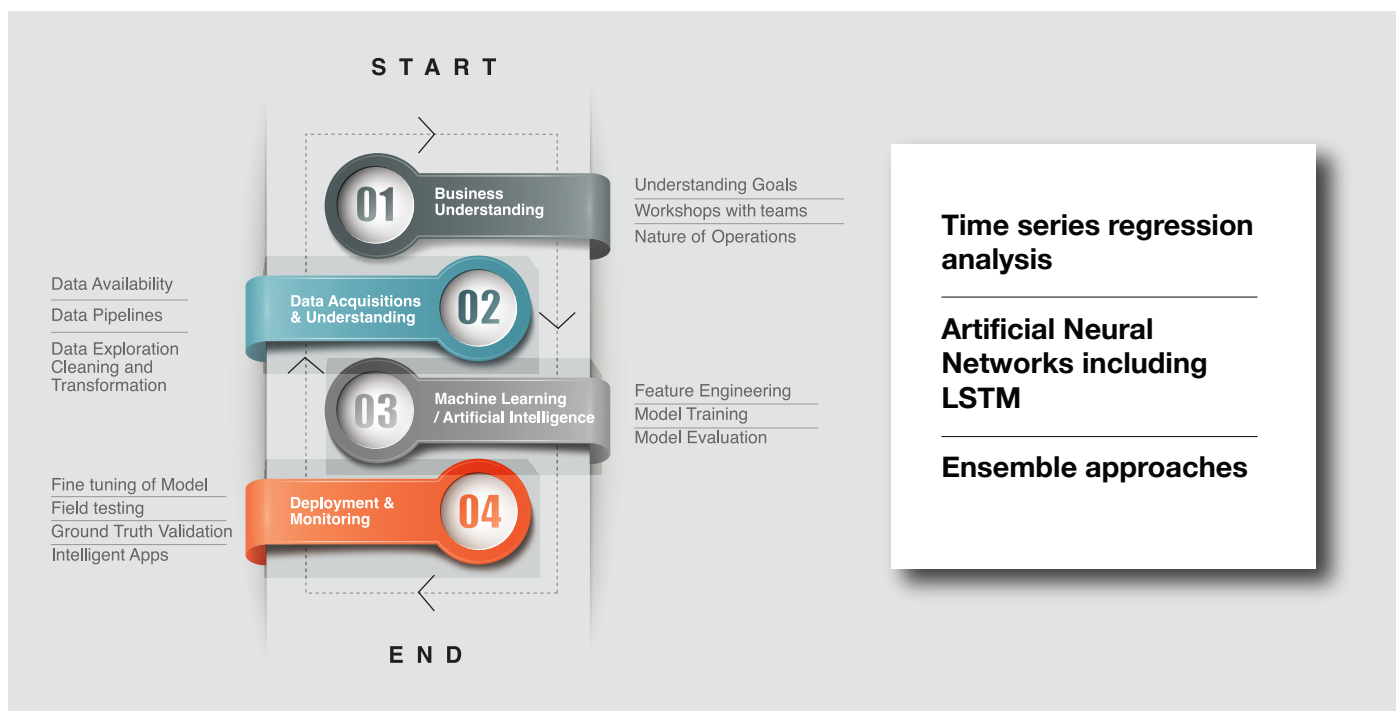 START
01
Business
Understanding
Understanding Goals
Workshops with teams
Nature of Operations
Data Availability
Data Pipelines
Data Exploration
Cleaning and
Transformation
Data Acquisitions
& Understanding
02
03
Machine Learning
/ Artificial Intelligence
Feature Engineering
Model Training
Model Evaluation
Fine tuning of Model
Field testing
Ground Truth Validation
Intelligent Apps
Deployment &
Monitoring
04
END
Time series regression
analysis
Artificial Neural
Networks including
LSTM
Ensemble approaches